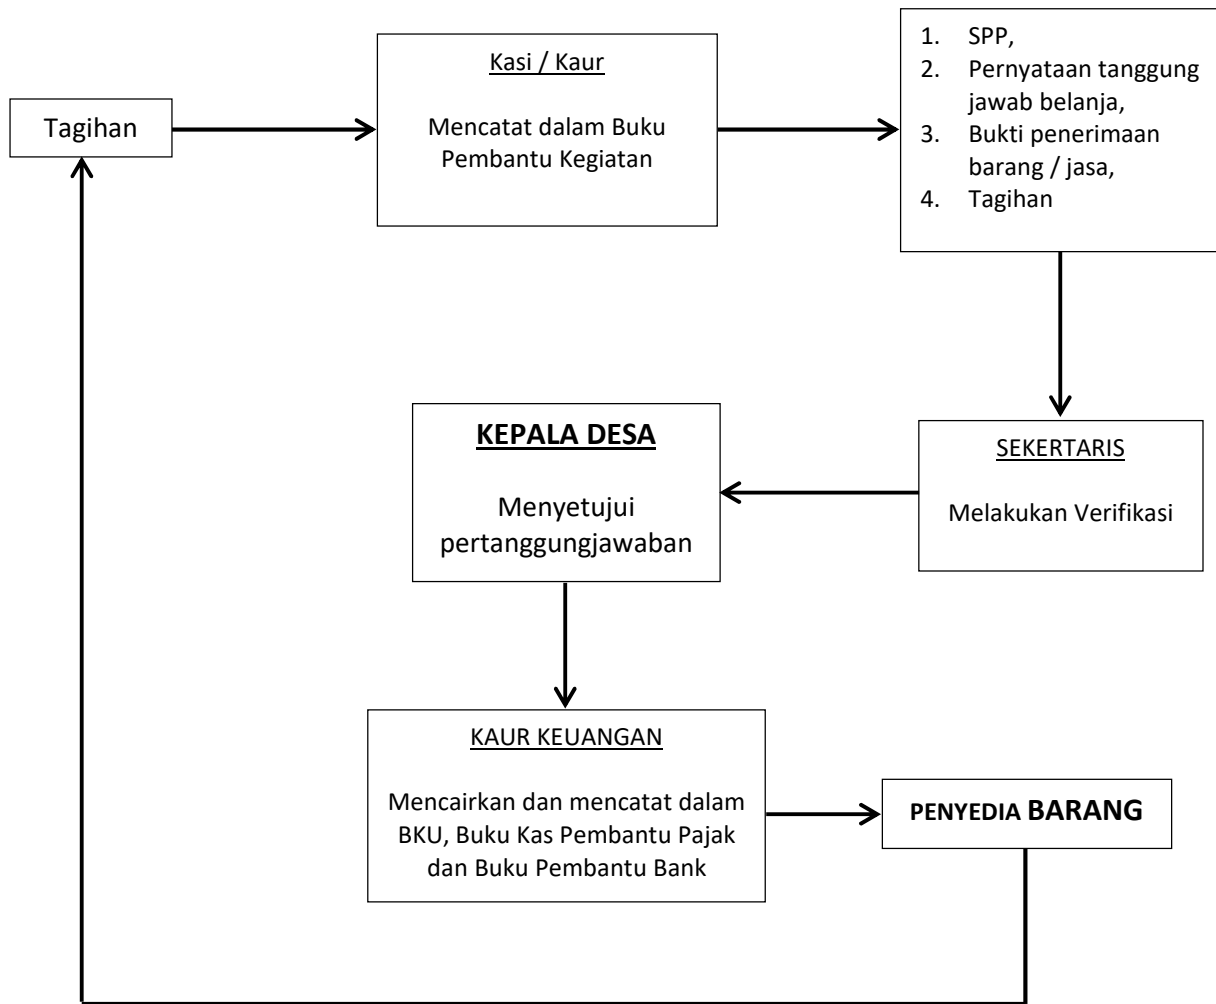 Tagihan
Kasi / Kaur
Mencatat dalam Buku
Pembantu Kegiatan
1. SPP,
2. Pernyataan tanggung
jawab belanja,
3. Bukti penerimaan
barang / jasa,
4. Tagihan
SEKERTARIS
Melakukan Verifikasi
KEPALA DESA
Menyetujui
pertanggungjawaban
KAUR KEUANGAN
Mencairkan dan mencatat dalam
BKU, Buku Kas Pembantu Pajak
dan Buku Pembantu Bank
PENYEDIA BARANG